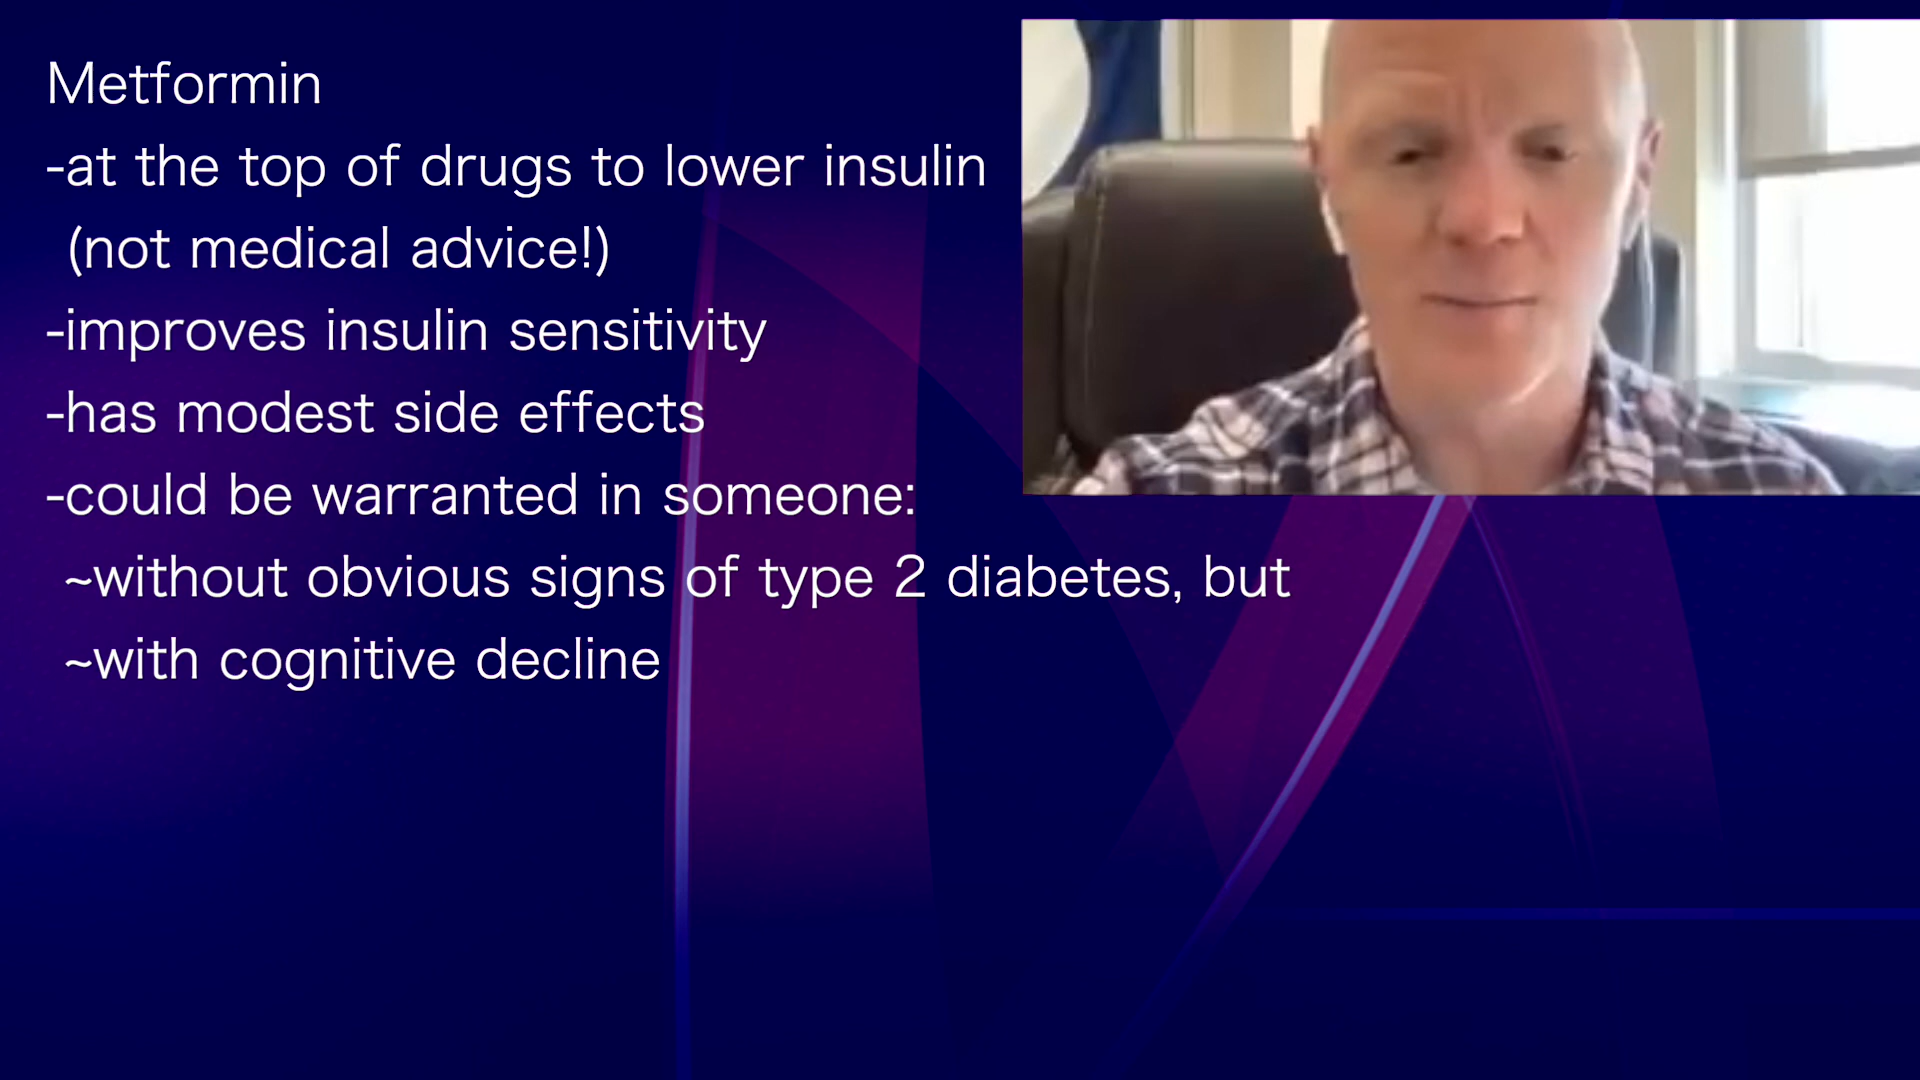 Metformin
-at the top of drugs to lower insulin
(not medical advice!)
-improves insulin sensitivity
-has modest side effects
-could be warranted in someone:
~without obvious signs of type 2 diabetes, but
~with cognitive decline